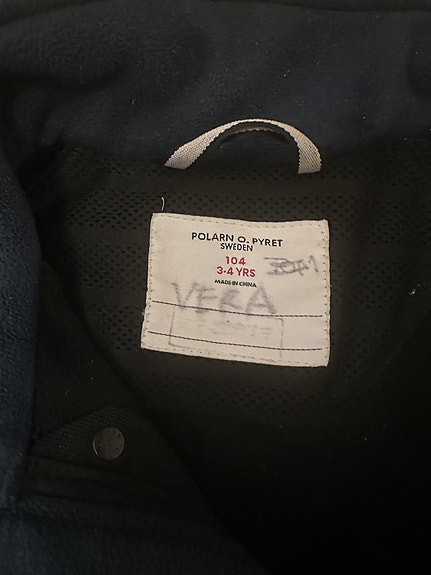 POLARN O. PYRET
SWEDEN
104
3-4 YRS
MADE IN CHINA
VERA